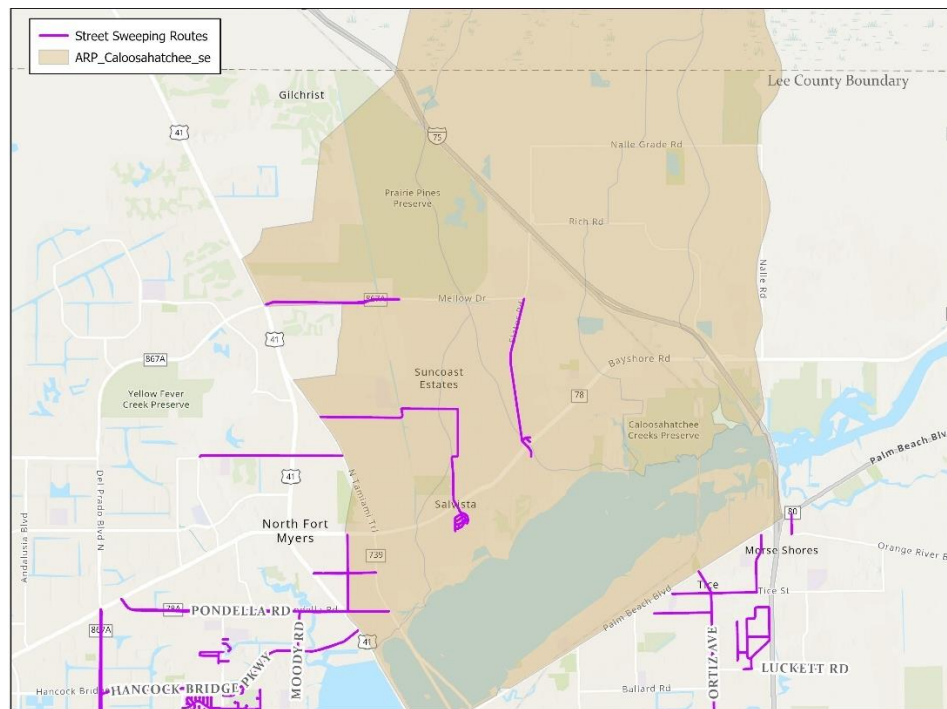 Street Sweeping Routes
ARP_Caloosahatchee_se
Lee County Boundary
Gilchrist
41
75
Nalle Grade Rd
Prairie Pines
Preserve
Rich Rd
Nalle Rd
867A
Mellow Dr
41
41
867A
Bayshore Rd
Suncoast
Estates
78
Yellow Fever
Creek Preserve
Caloosahatchee
Creeks Preserve
Palm Beach Blv
Del Prado Blvd N
41
N Tamiami Trl
Salvista
Andalusia Blvd
North Fort
Myers
80
739
Morse Shores
Orange River B
Tice
Tice St
Palm Beach Blvd
78A
PONDELLA RD
867A
41
MOODY RD
ORTIZ AVE
LUCKETT RD
Hancock Bridge
HANCOCK BRIDGE PKWY
Ballard Rd